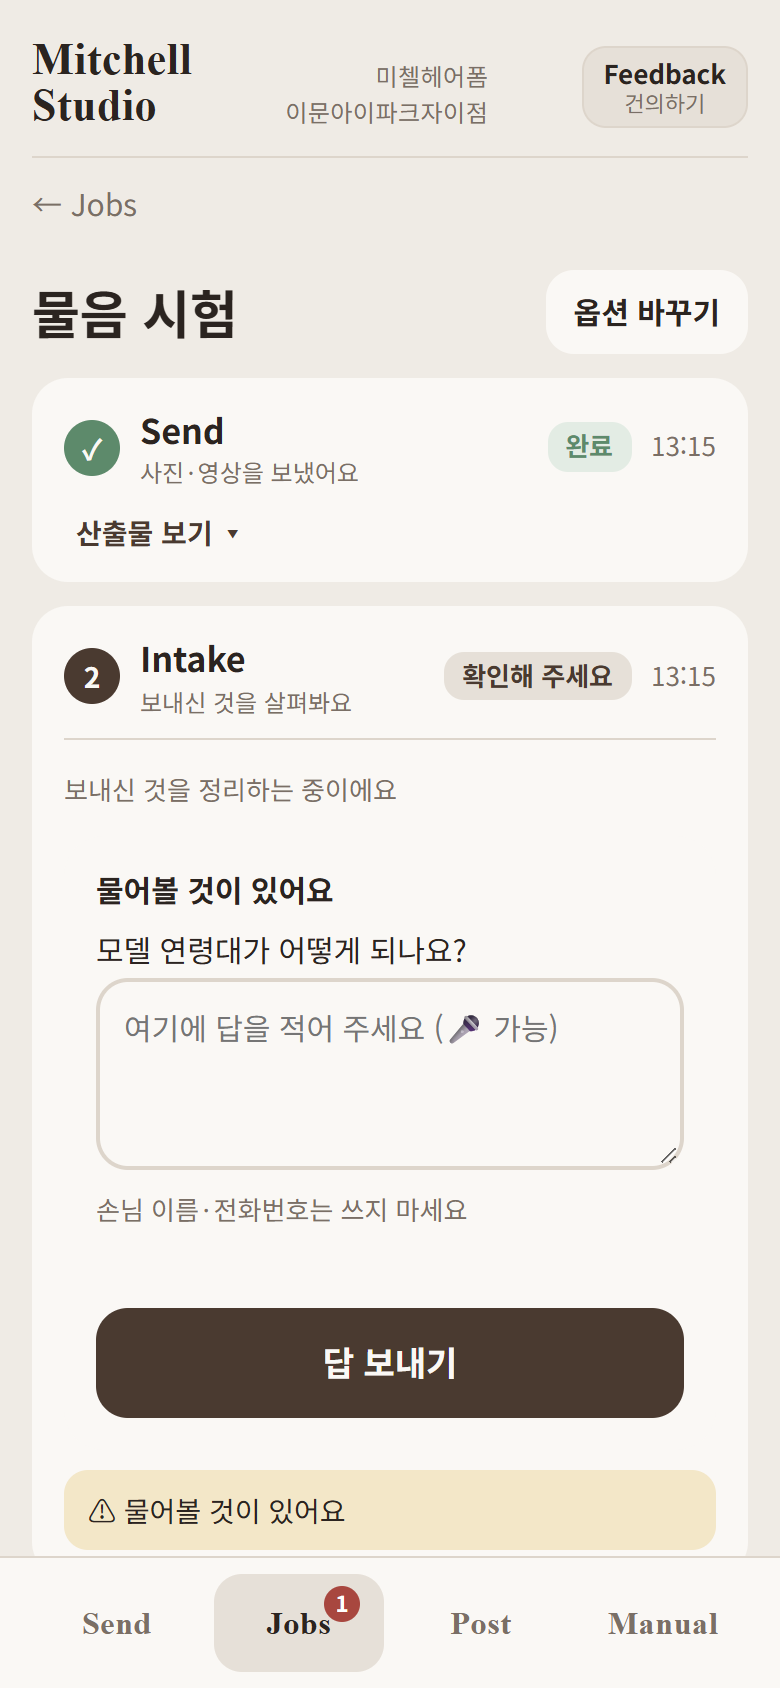 Mitchell
Studio
미첼헤어폼
이문아이파크자이점
Feedback
건의하기
← Jobs
물음 시험
옵션 바꾸기
✓
Send
사진·영상을 보냈어요
완료
13:15
산출물 보기 ▾
2
Intake
보내신 것을 살펴봐요
확인해 주세요
13:15
보내신 것을 정리하는 중이에요
물어볼 것이 있어요
모델 연령대가 어떻게 되나요?
여기에 답을 적어 주세요 (🎤 가능)
손님 이름·전화번호는 쓰지 마세요
답 보내기
⚠ 물어볼 것이 있어요
Send
Jobs
1
Post
Manual